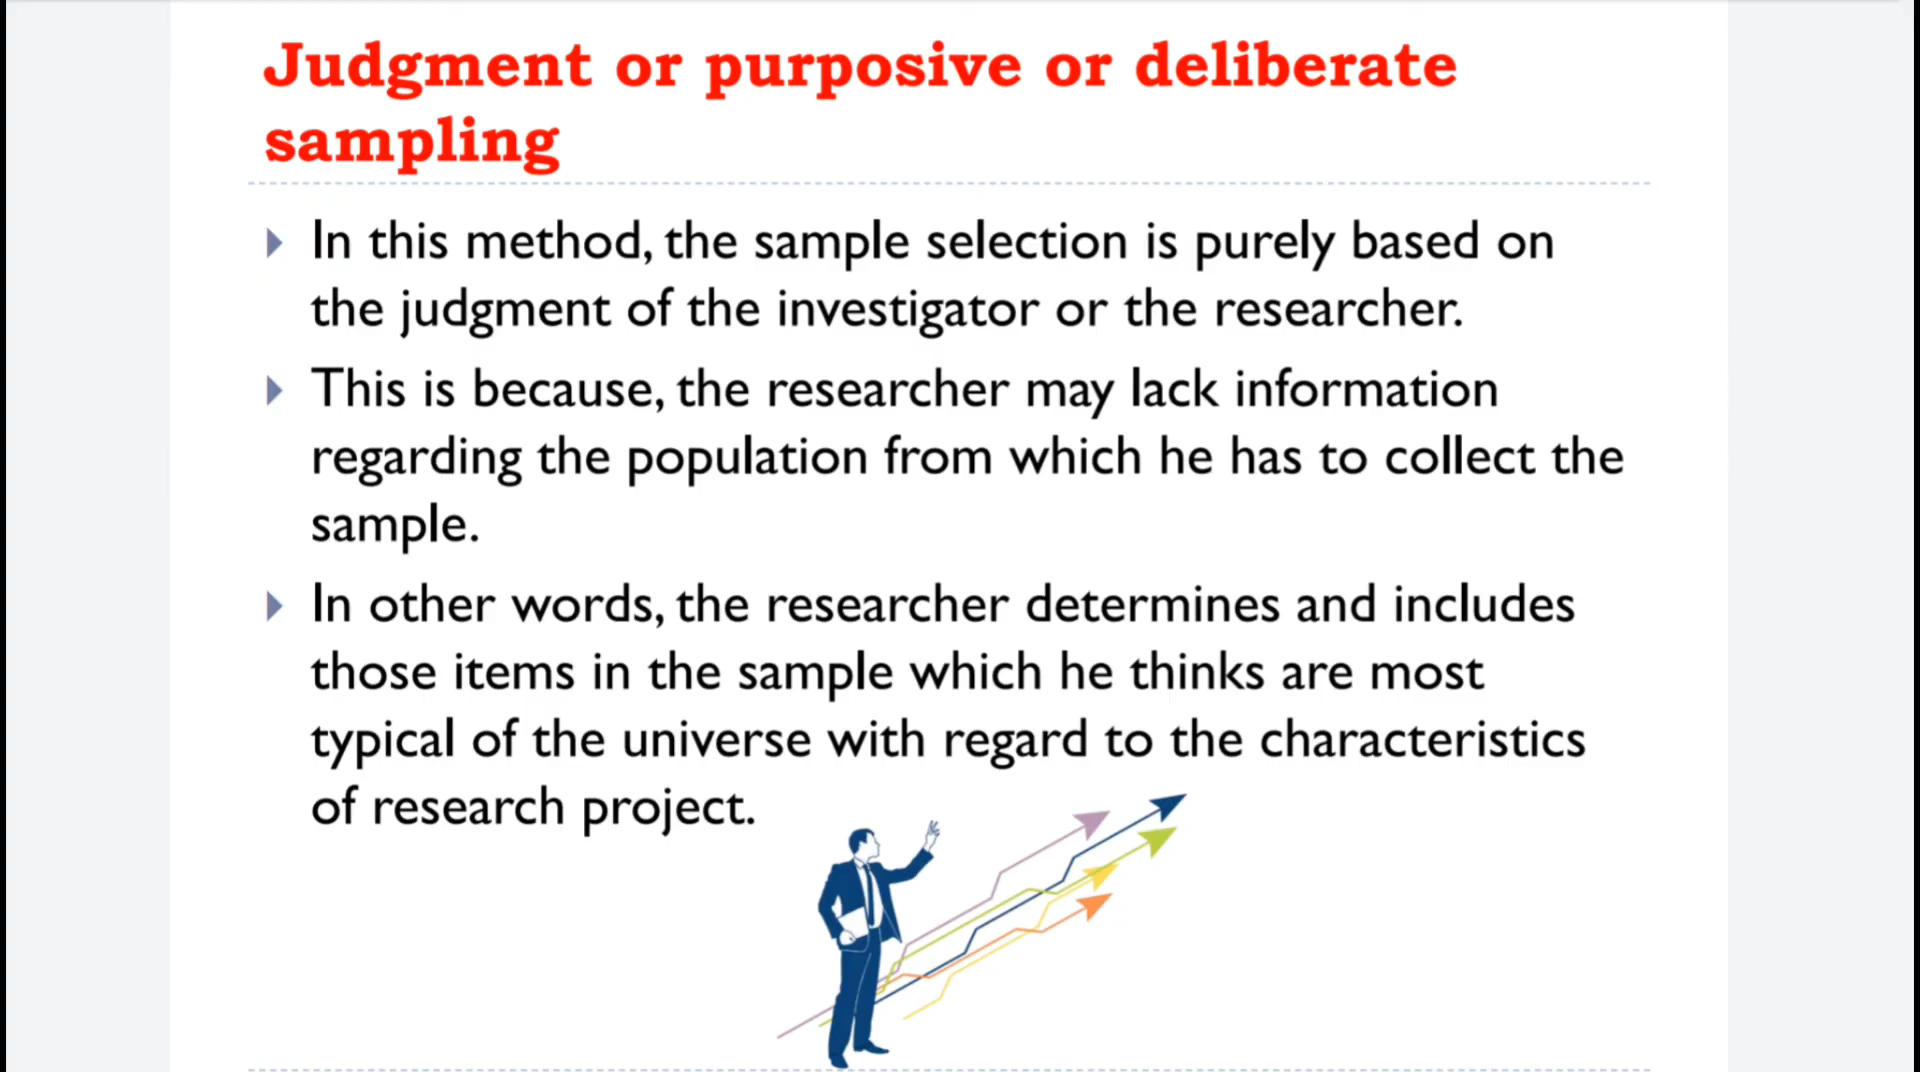 Judgment or purposive or deliberate
sampling
In this method, the sample selection is purely based on
the judgment of the investigator or the researcher.
This is because, the researcher may lack information
regarding the population from which he has to collect the
sample.
In other words, the researcher determines and includes
those items in the sample which he thinks are most
typical of the universe with regard to the characteristics
of research project.